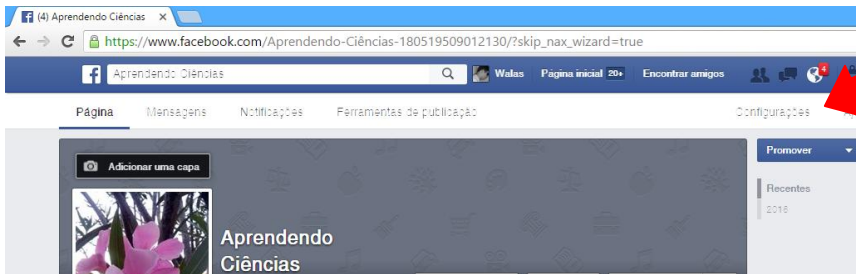 (4) Aprendendo Ciências
https://www.facebook.com/Aprendendo-Ciências-180519509012130/?skip_nax_wizard=true
Aprendendo Ciências Walas Página inicial 20+ Encontrar amigos 4
Página Mensagens Notificações Ferramentas de publicação Configurações
Adicionar uma capa Promover
Recentes
2016
Aprendendo
Ciências